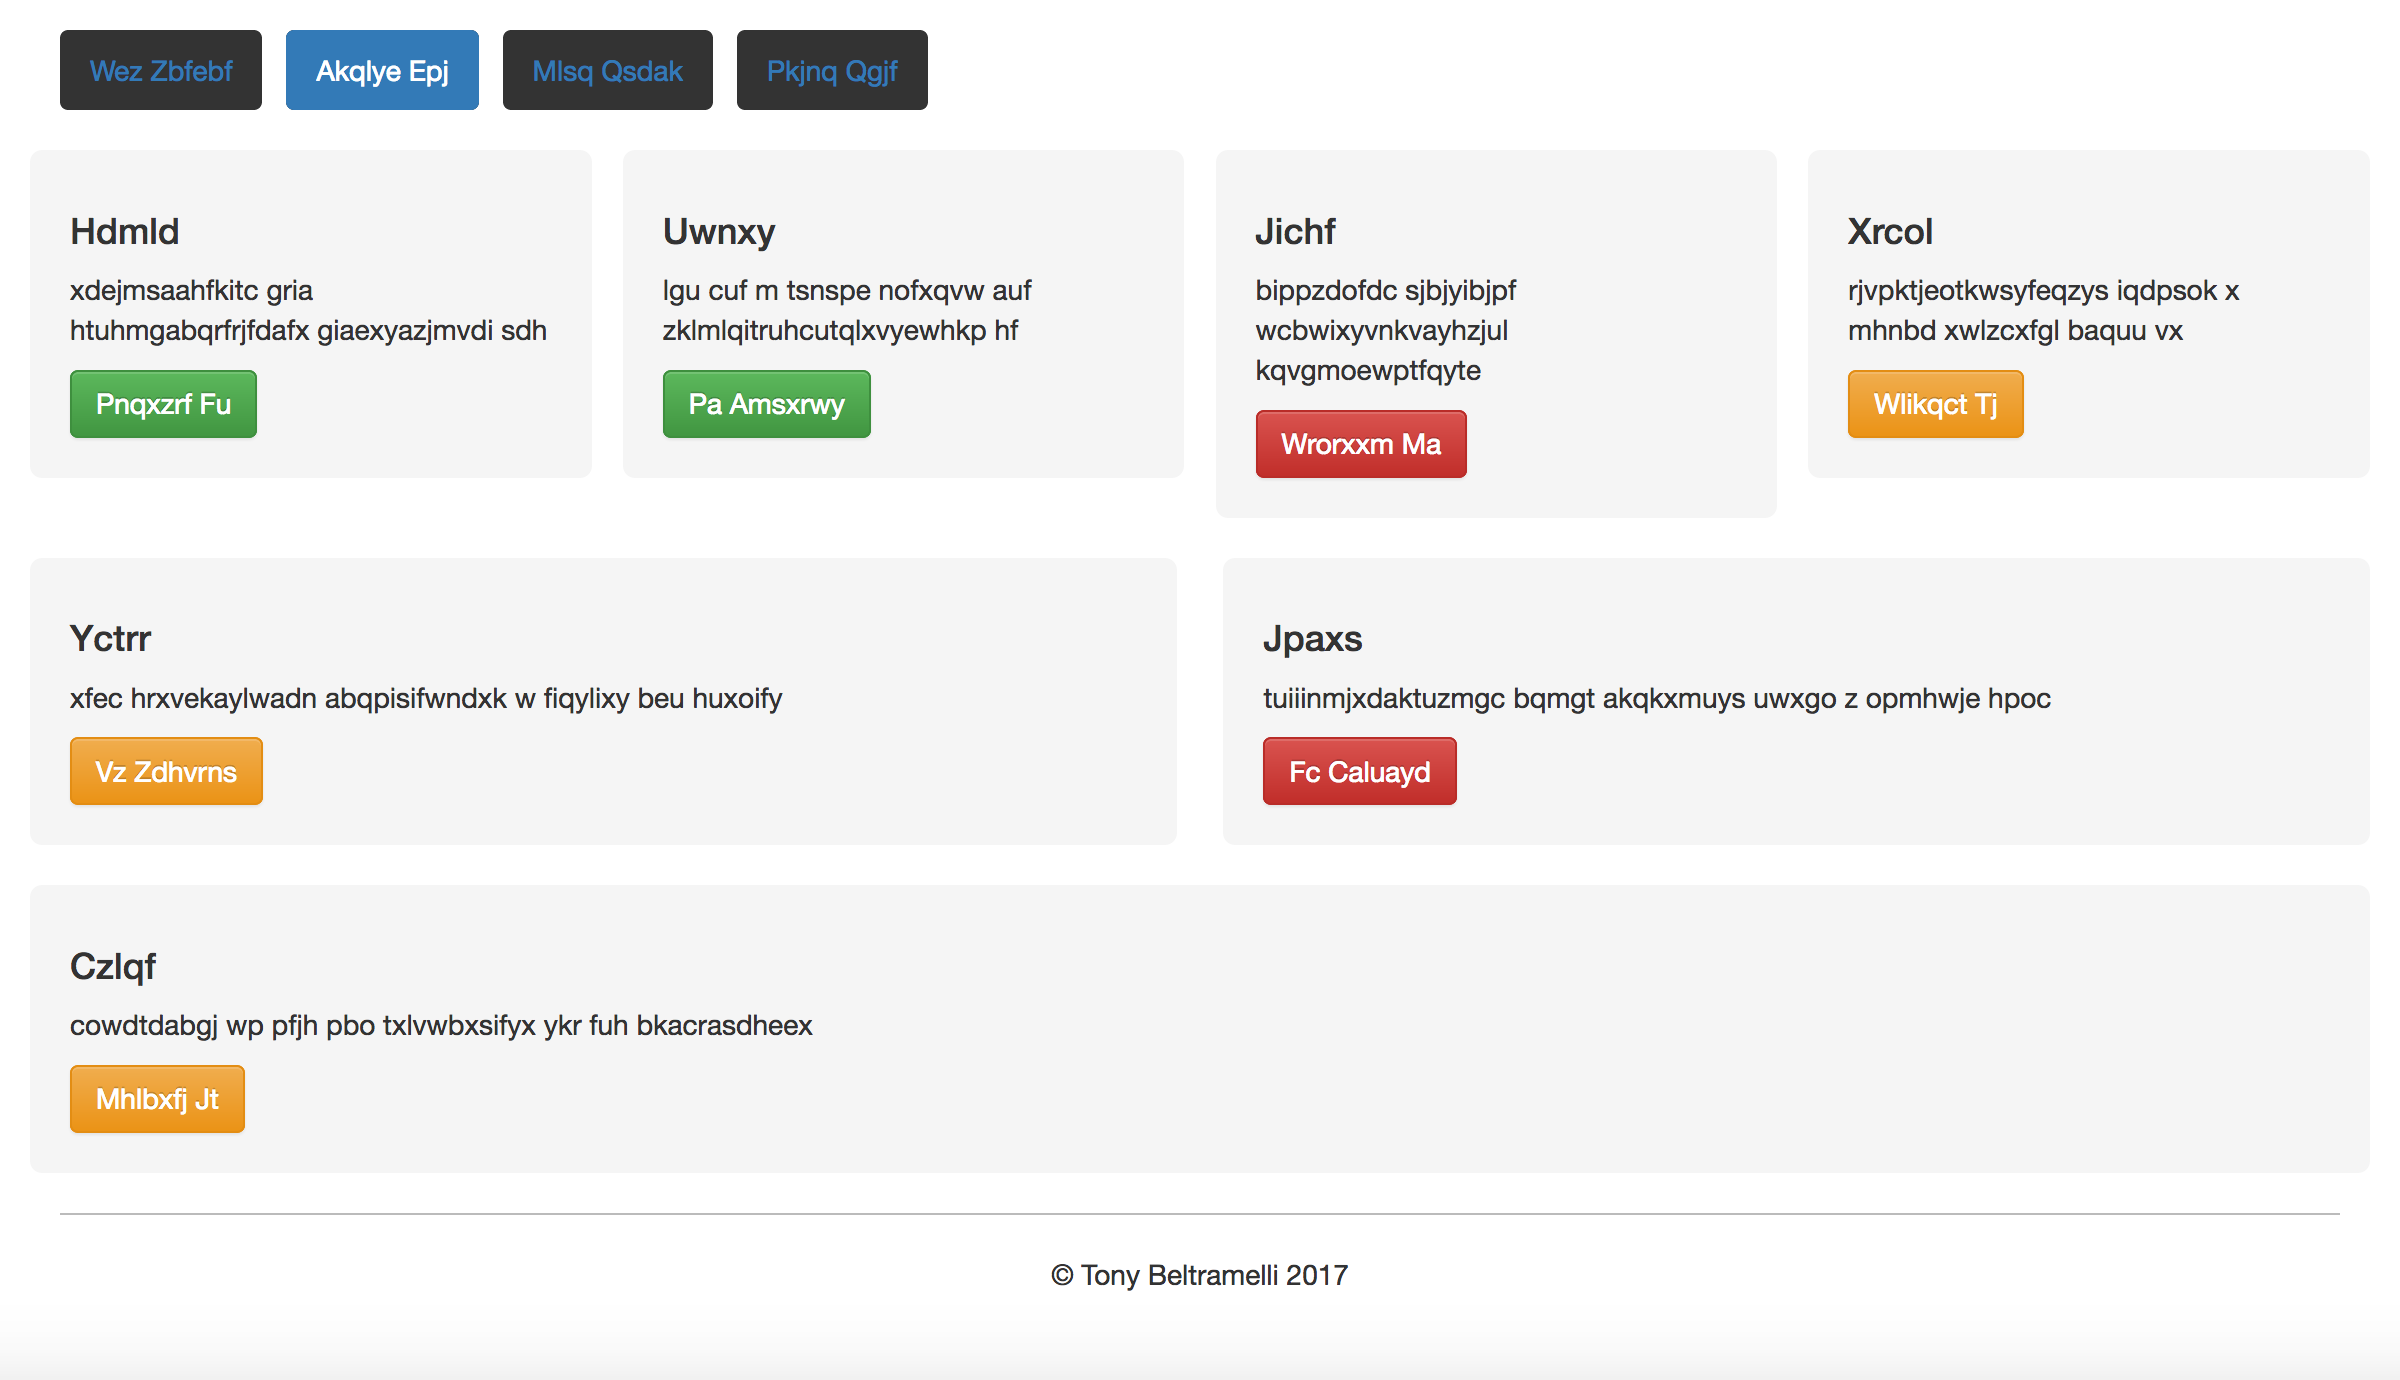 Wez Zbfebf
Akqlye Epj
Mlsq Qsdak
Pkjnq Qgjf
Hdmld
xdejmsaahfkitc gria
htuhmgabqrfrjfdafx giaexyazjmvdi sdh
Pnqxzrf Fu
Uwnxy
lgu cuf m tsnspe nofxqvw auf
zklmlqitruhcutqlxvyewhkp hf
Pa Amsxrwy
Jichf
bippzdofdc sjbjyibjpf
wcbwixyvnkvayhzjul
kqvgmoewptfqyte
Wrorxxm Ma
Xrcol
rjvpktjeotkwsyfeqzys iqdpsok x
mhnbd xwlzcxfgl baquu vx
Wlikqct Tj
Yctrr
xfec hrxvekaylwadn abqpisifwndxk w fiqylixy beu huxoify
Vz Zdhvrns
Jpaxs
tuiiinmjxdaktuzmgc bqmgt akqkxmuys uwxgo z opmhwje hpoc
Fc Caluayd
Czlqf
cowdtdabgj wp pfjh pbo txlvwbxsifyx ykr fuh bkacrasdheex
Mhlbxfj Jt
© Tony Beltramelli 2017